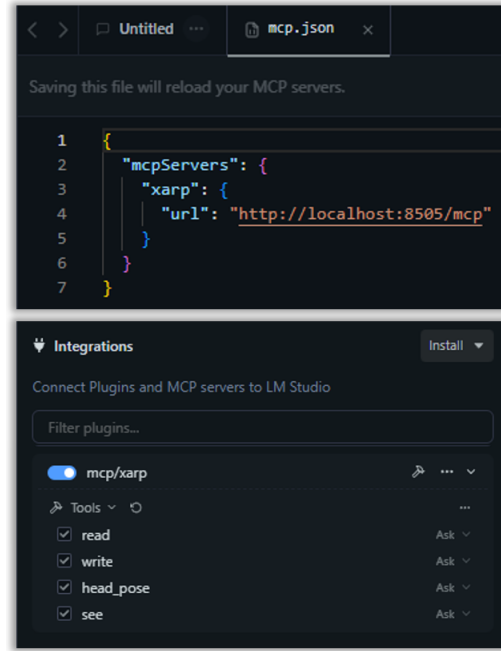 Untitled ... mcp.json ×
Saving this file will reload your MCP servers.
1 {
2 "mcpServers": {
3 "xarp": {
4 "url": "http://localhost:8505/mcp"
5 }
6 }
7 }
Integrations Install
Connect Plugins and MCP servers to LM Studio
Filter plugins...
mcp/xarp ...
Tools ...
read Ask
write Ask
head_pose Ask
see Ask